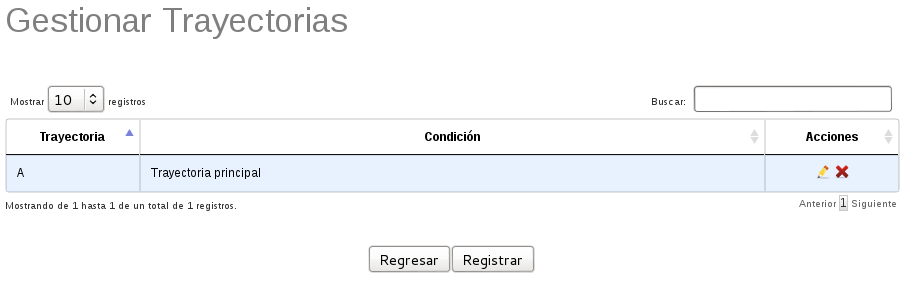 Gestionar Trayectorias
Mostrar 10 registros Buscar:
Trayectoria Condición Acciones
A Trayectoria principal
Mostrando de 1 hasta 1 de un total de 1 registros. Anterior 1 Siguiente
Regresar Registrar